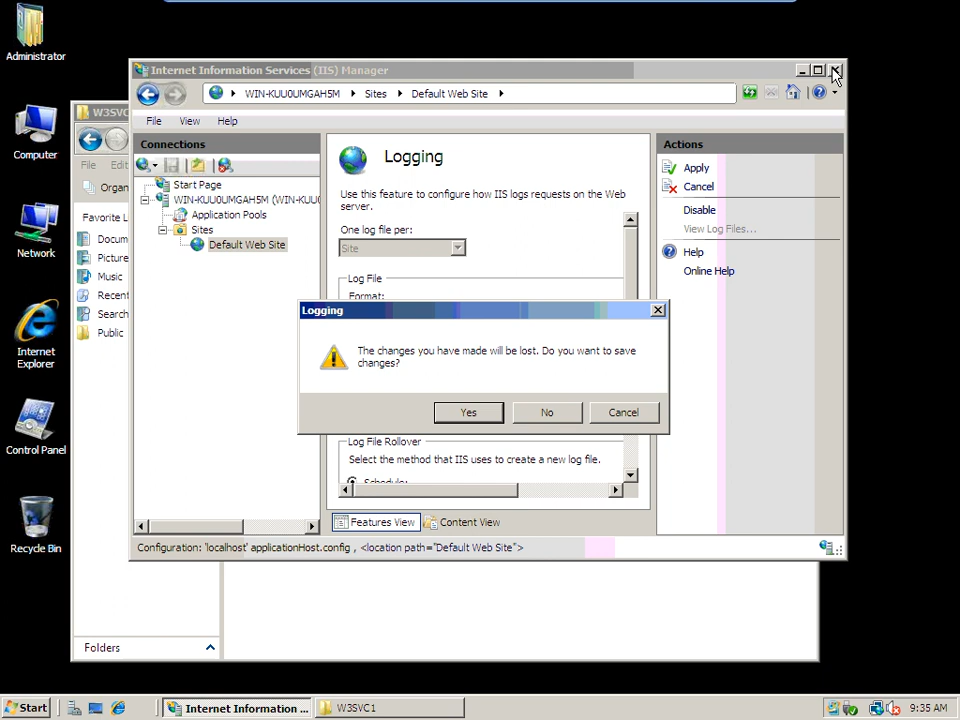 Administrator
Computer
Network
Internet
Explorer
Control Panel
Recycle Bin
W3SVC
File
Edit
Organ
Favorite L
Docum
Picture
Music
Recent
Search
Public
Folders
Internet Information Services (IIS) Manager
WIN-KUU0UMGAH5M
Sites
Default Web Site
File View Help
Connections
Start Page
WIN-KUU0UMGAH5M (WIN-KUU0
Application Pools
Sites
Default Web Site
Logging
Use this feature to configure how IIS logs requests on the Web
server.
One log file per:
Site
Log File
Format:
Logging
The changes you have made will be lost. Do you want to save
changes?
Yes No Cancel
Log File Rollover
Select the method that IIS uses to create a new log file.
Schedule:
Features View Content View
Actions
Apply
Cancel
Disable
View Log Files...
Help
Online Help
Configuration: 'localhost' applicationHost.config , <location path="Default Web Site">
Start
Internet Information ...
W3SVC1
9:35 AM